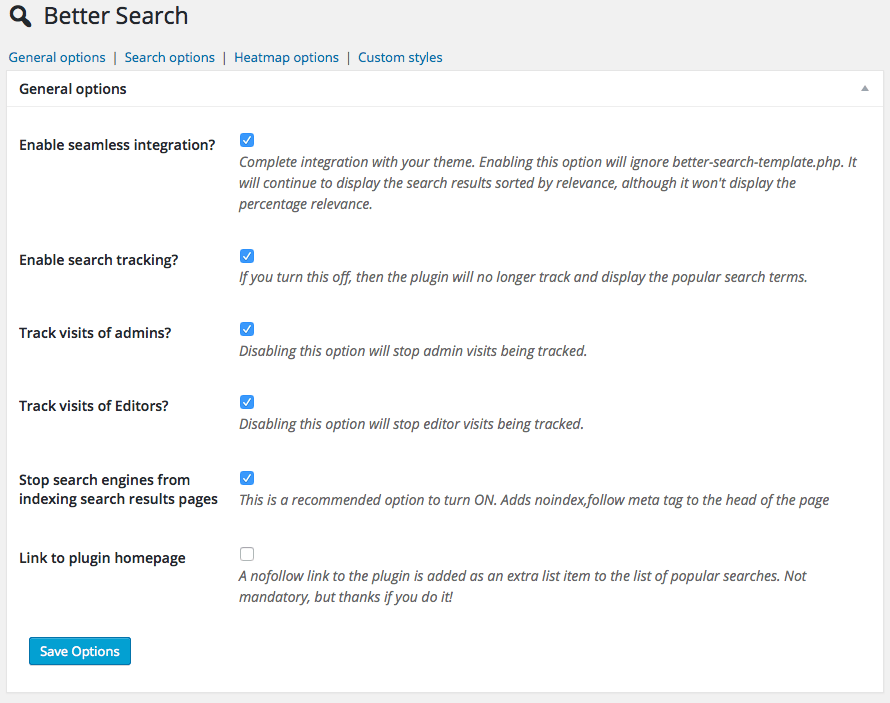 Better Search
General options | Search options | Heatmap options | Custom styles
General options
Enable seamless integration?
Complete integration with your theme. Enabling this option will ignore better-search-template.php. It
will continue to display the search results sorted by relevance, although it won't display the
percentage relevance.
Enable search tracking?
If you turn this off, then the plugin will no longer track and display the popular search terms.
Track visits of admins?
Disabling this option will stop admin visits being tracked.
Track visits of Editors?
Disabling this option will stop editor visits being tracked.
Stop search engines from
indexing search results pages
This is a recommended option to turn ON. Adds noindex,follow meta tag to the head of the page
Link to plugin homepage
A nofollow link to the plugin is added as an extra list item to the list of popular searches. Not
mandatory, but thanks if you do it!
Save Options